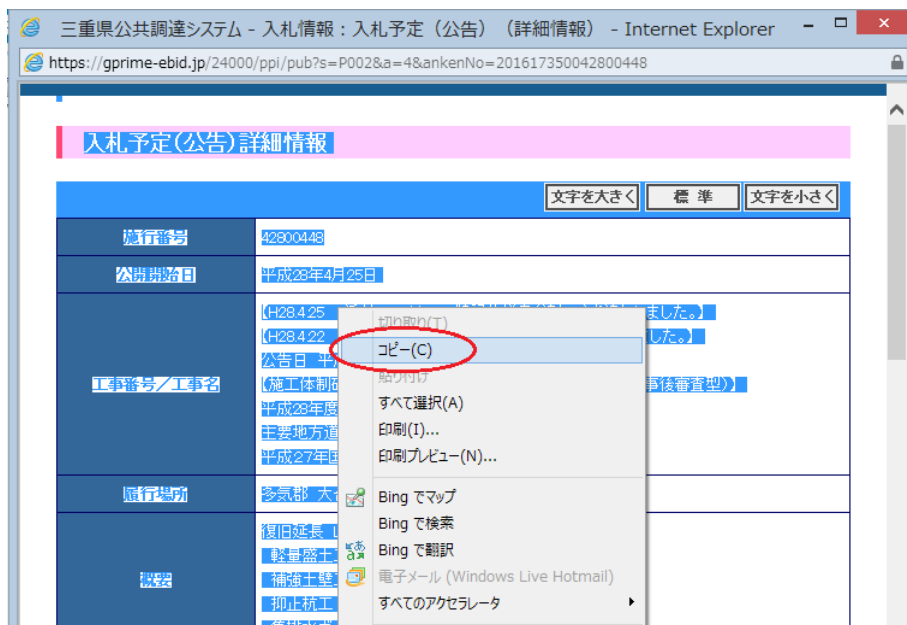 三重県公共調達システム - 入札情報：入札予定（公告）（詳細情報） - Internet Explorer
https://gprime-ebid.jp/24000/ppi/pub?s=P002&a=4&ankenNo=201617350042800448
入札予定(公告)詳細情報
文字を大きく 標準 文字を小さく
施行番号 42800448
公開開始日 平成28年4月25日
工事番号／工事名
【H28.4.25 ました。】
【H28.4.22 した。】
公告日 平
【施工体制 事後審査型)】
平成28年度
主要地方道
平成27年
履行場所 多気郡 大
概要
復旧延長 L
軽量盛土
補強土壁
抑止杭工
切り取り(T)
コピー(C)
貼り付け
すべて選択(A)
印刷(I)...
印刷プレビュー(N)...
Bing でマップ
Bing で検索
Bing で翻訳
電子メール (Windows Live Hotmail)
すべてのアクセラレータ